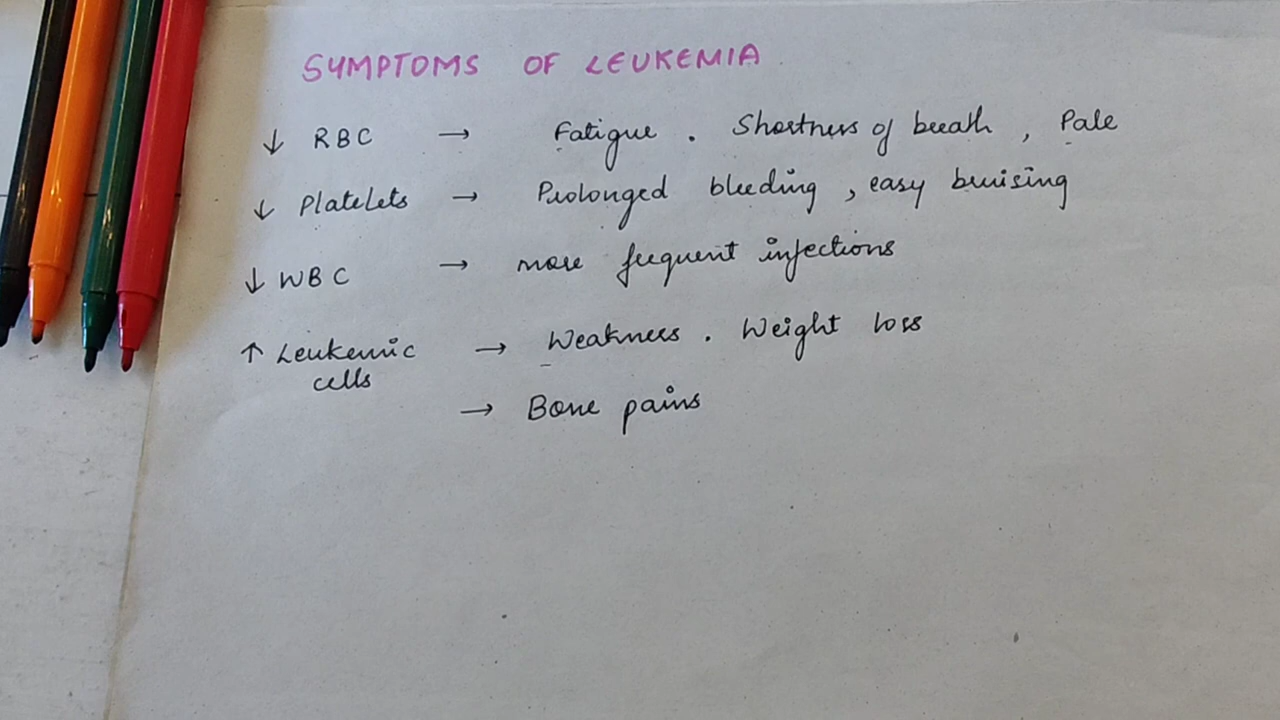 SYMPTOMS OF LEUKEMIA
↓ RBC → Fatigue . Shortness of breath , Pale
↓ Platelets → Prolonged bleeding , easy bruising
↓ WBC → more frequent infections
↑ Leukemic cells → Weakness . Weight loss
→ Bone pains